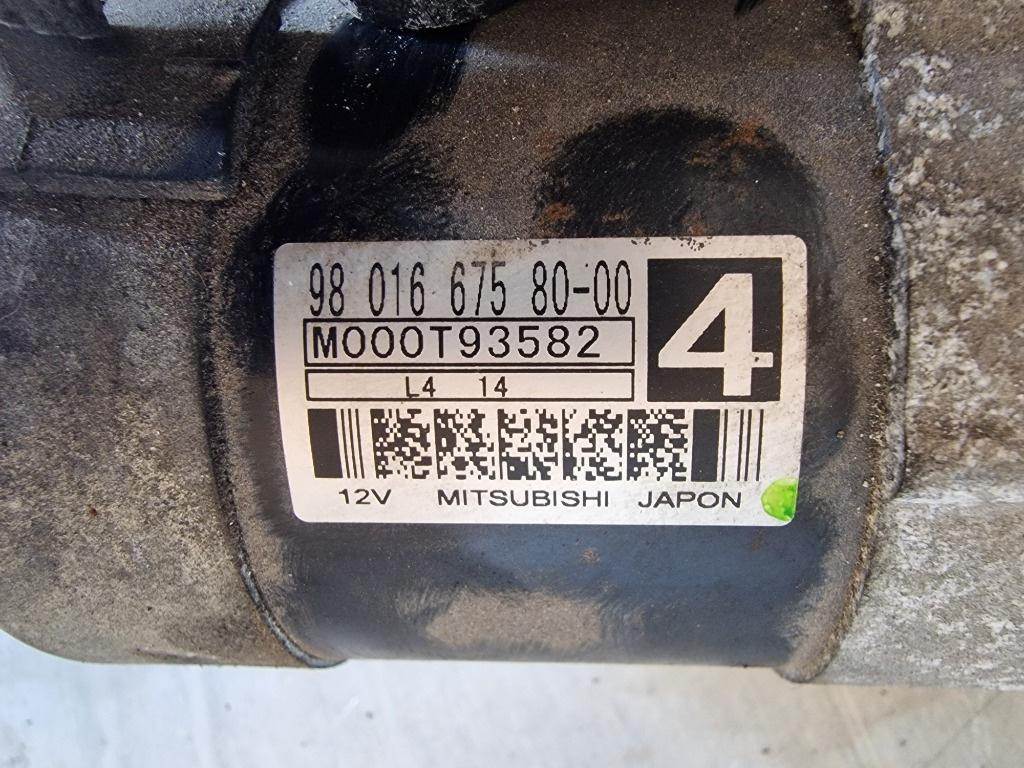 98 016 675 80-00
4
M000T93582
L4 14
12V MITSUBISHI JAPON